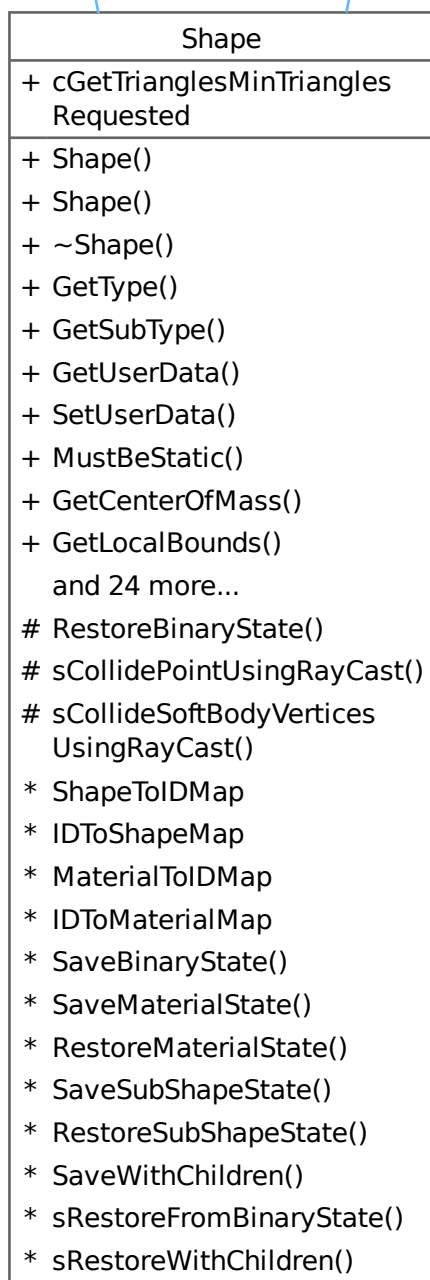 Shape
+ cGetTrianglesMinTriangles
Requested
+ Shape()
+ Shape()
+ ~Shape()
+ GetType()
+ GetSubType()
+ GetUserData()
+ SetUserData()
+ MustBeStatic()
+ GetCenterOfMass()
+ GetLocalBounds()
and 24 more...
# RestoreBinaryState()
# sCollidePointUsingRayCast()
# sCollideSoftBodyVertices
UsingRayCast()
* ShapeToIDMap
* IDToShapeMap
* MaterialToIDMap
* IDToMaterialMap
* SaveBinaryState()
* SaveMaterialState()
* RestoreMaterialState()
* SaveSubShapeState()
* RestoreSubShapeState()
* SaveWithChildren()
* sRestoreFromBinaryState()
* sRestoreWithChildren()